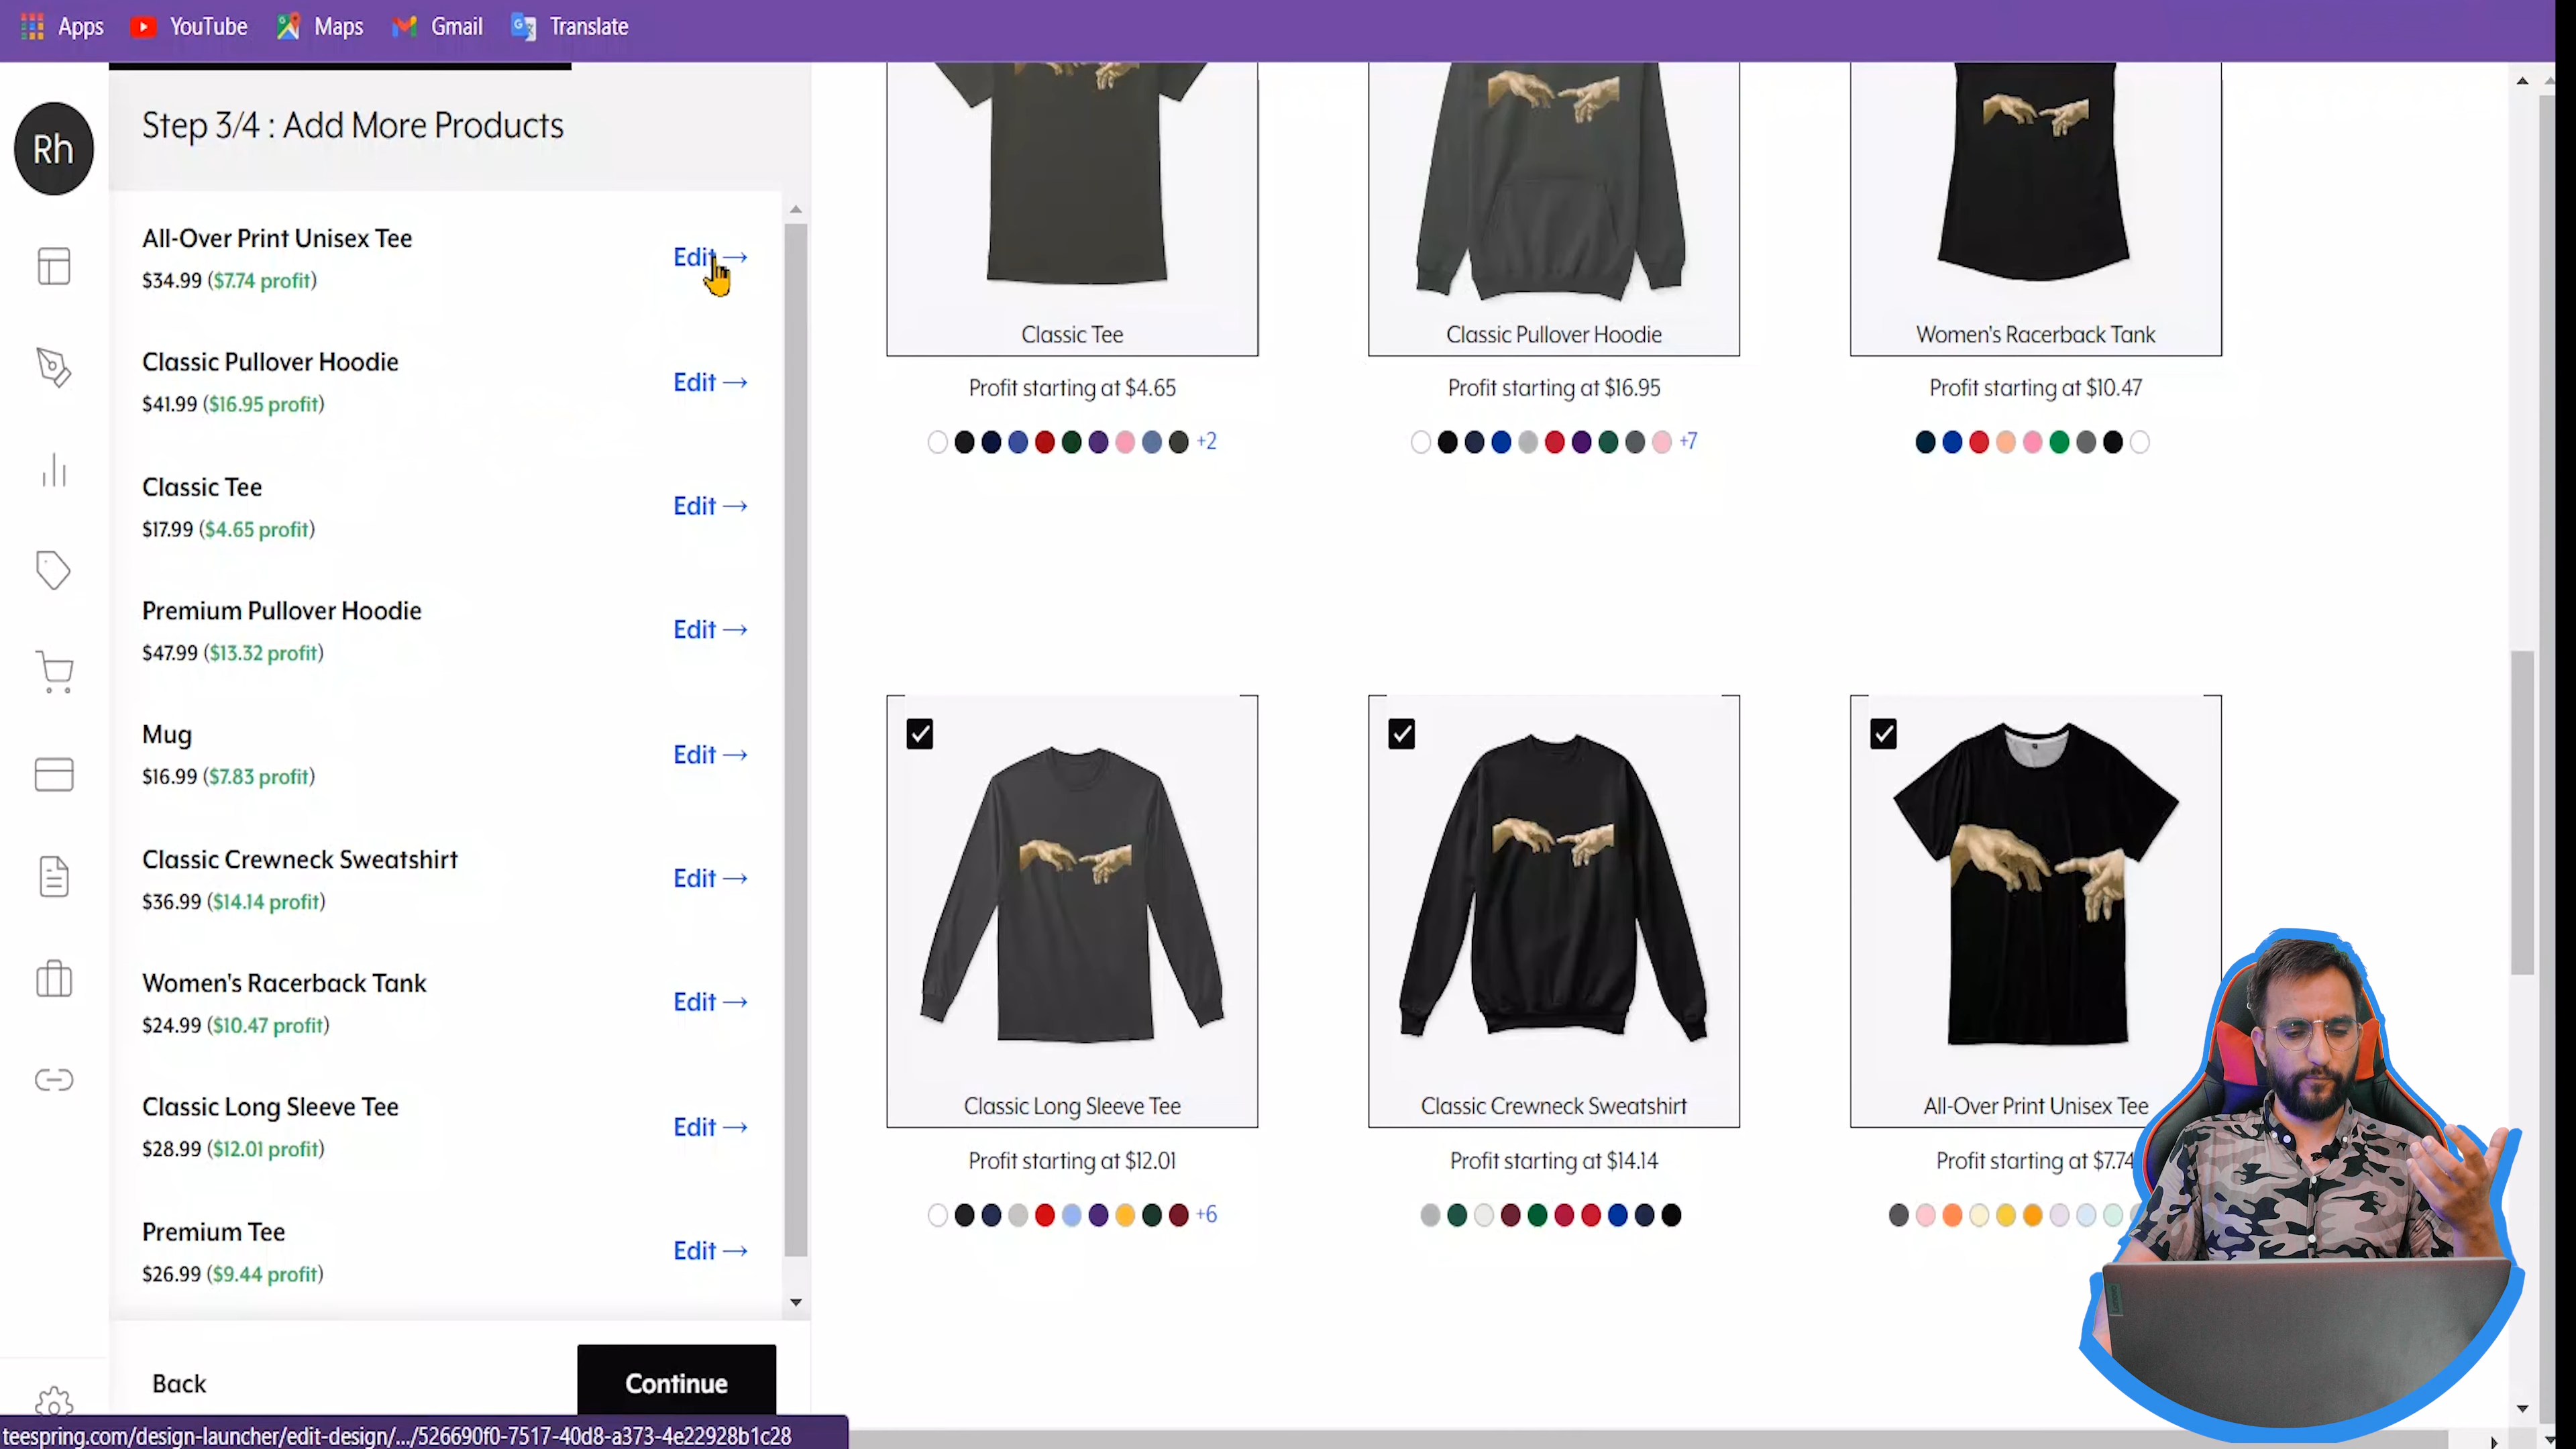 Apps YouTube Maps Gmail Translate
Rh
Step 3/4 : Add More Products
All-Over Print Unisex Tee
$34.99 ($7.74 profit)
Edit →
Classic Pullover Hoodie
$41.99 ($16.95 profit)
Edit →
Classic Tee
$17.99 ($4.65 profit)
Edit →
Premium Pullover Hoodie
$47.99 ($13.32 profit)
Edit →
Mug
$16.99 ($7.83 profit)
Edit →
Classic Crewneck Sweatshirt
$36.99 ($14.14 profit)
Edit →
Women's Racerback Tank
$24.99 ($10.47 profit)
Edit →
Classic Long Sleeve Tee
$28.99 ($12.01 profit)
Edit →
Premium Tee
$26.99 ($9.44 profit)
Edit →
Back
Continue
teespring.com/design-launcher/edit-design/.../526690f0-7517-40d8-a373-4e22928b1c28
Classic Tee
Profit starting at $4.65
+2
Classic Pullover Hoodie
Profit starting at $16.95
+7
Women's Racerback Tank
Profit starting at $10.47
Classic Long Sleeve Tee
Profit starting at $12.01
+6
Classic Crewneck Sweatshirt
Profit starting at $14.14
All-Over Print Unisex Tee
Profit starting at $7.74
Lenovo